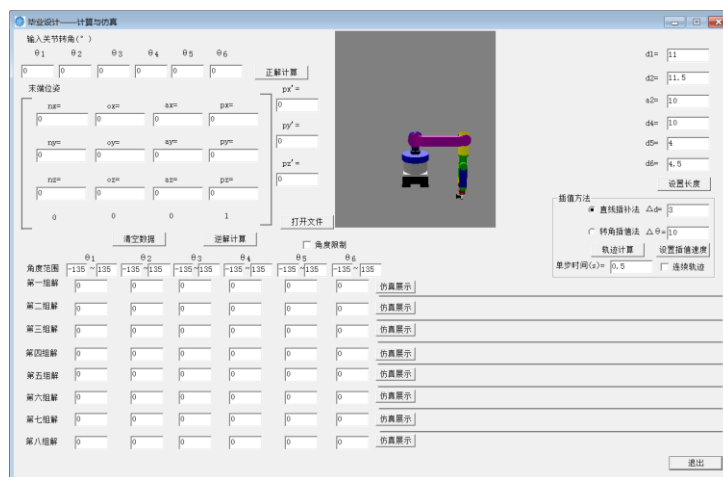 毕业设计——计算与仿真
输入关节转角(°)
θ1 θ2 θ3 θ4 θ5 θ6
0 0 0 0 0 0 正解计算
末端位姿
nx= ox= ax= px= px'=
0 0 0 0 0
ny= oy= ay= py= py'=
0 0 0 0 0
nz= oz= az= pz= pz'=
0 0 0 0 0
0 0 0 1 打开文件
清空数据 逆解计算 角度限制
d1= 11
d2= 11.5
a2= 10
d4= 10
d5= 4
d6= 4.5
设置长度
插值方法
直线插补法 △d= 3
转角插值法 △θ= 10
轨迹计算 设置插值速度
单步时间(s)= 0.5 连续轨迹
θ1 θ2 θ3 θ4 θ5 θ6
角度范围 -135 ~ 135 -135 ~ 135 -135 ~ 135 -135 ~ 135 -135 ~ 135 -135 ~ 135
第一组解 0 0 0 0 0 0 仿真展示
第二组解 0 0 0 0 0 0 仿真展示
第三组解 0 0 0 0 0 0 仿真展示
第四组解 0 0 0 0 0 0 仿真展示
第五组解 0 0 0 0 0 0 仿真展示
第六组解 0 0 0 0 0 0 仿真展示
第七组解 0 0 0 0 0 0 仿真展示
第八组解 0 0 0 0 0 0 仿真展示
退出